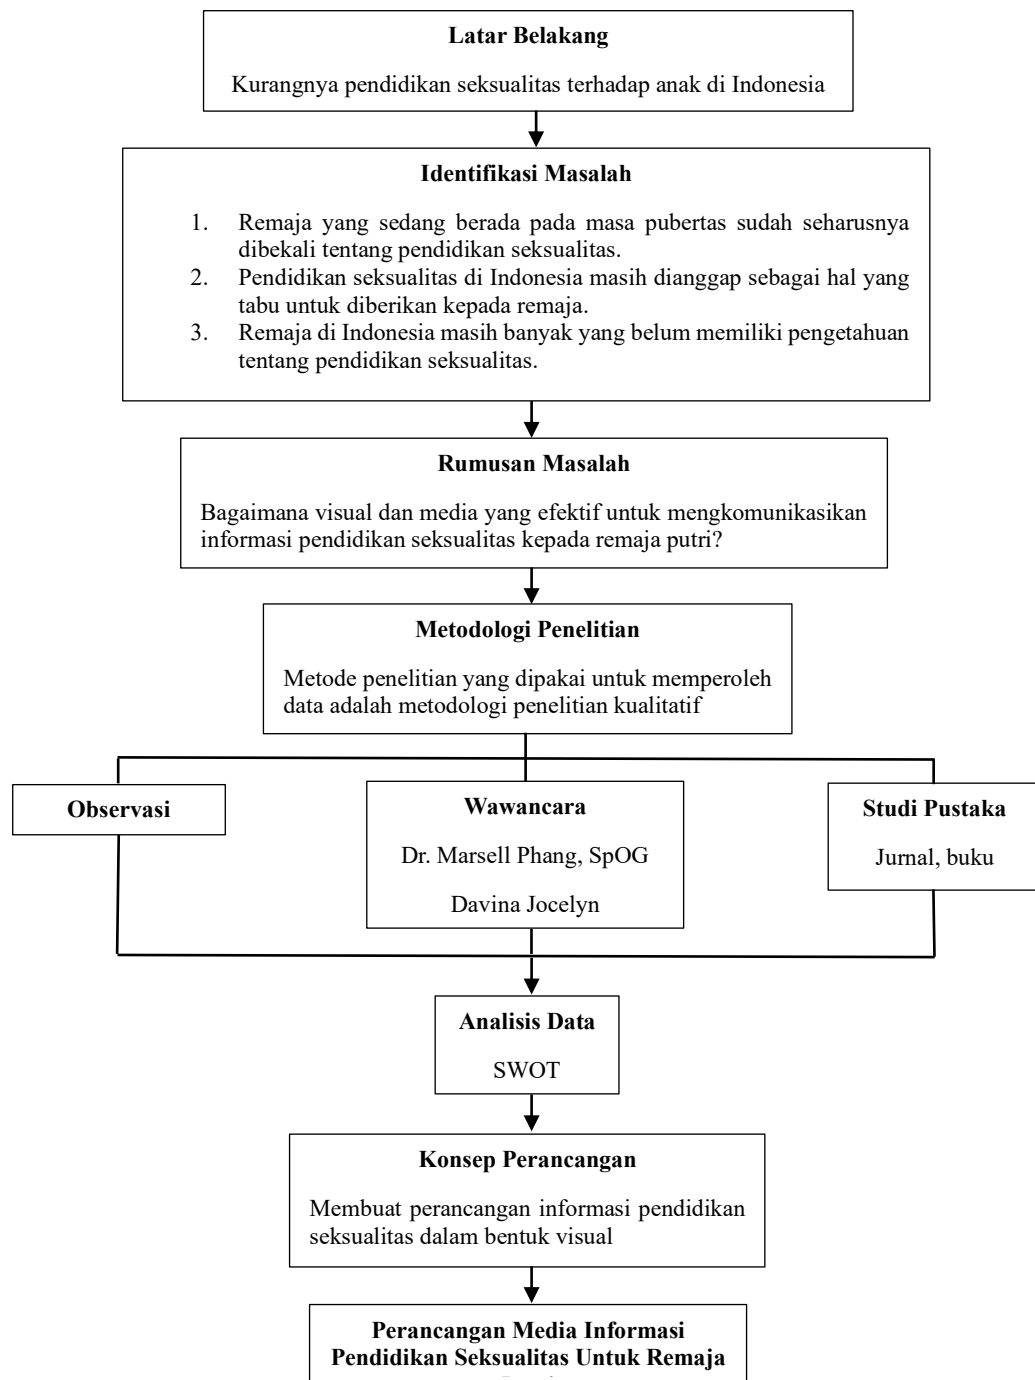 Latar Belakang
Kurangnya pendidikan seksualitas terhadap anak di Indonesia
Identifikasi Masalah
1. Remaja yang sedang berada pada masa pubertas sudah seharusnya
dibekali tentang pendidikan seksualitas.
2. Pendidikan seksualitas di Indonesia masih dianggap sebagai hal yang
tabu untuk diberikan kepada remaja.
3. Remaja di Indonesia masih banyak yang belum memiliki pengetahuan
tentang pendidikan seksualitas.
Rumusan Masalah
Bagaimana visual dan media yang efektif untuk mengkomunikasikan
informasi pendidikan seksualitas kepada remaja putri?
Metodologi Penelitian
Metode penelitian yang dipakai untuk memperoleh
data adalah metodologi penelitian kualitatif
Observasi
Wawancara
Dr. Marsell Phang, SpOG
Davina Jocelyn
Studi Pustaka
Jurnal, buku
Analisis Data
SWOT
Konsep Perancangan
Membuat perancangan informasi pendidikan
seksualitas dalam bentuk visual
Perancangan Media Informasi
Pendidikan Seksualitas Untuk Remaja